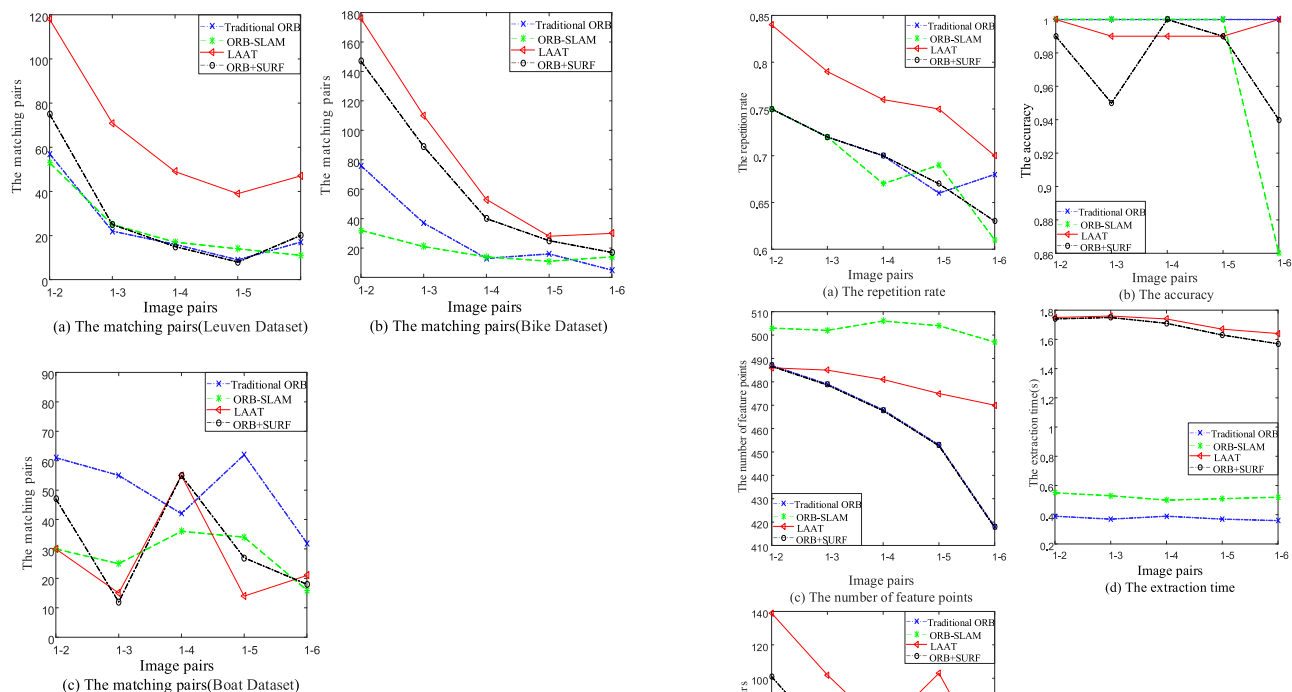 120
100
80
60
40
20
0
The matching pairs
Traditional ORB
ORB-SLAM
LAAT
ORB+SURF
1-2
1-3
1-4
1-5
1-6
Image pairs
(a) The matching pairs(Leuven Dataset)
180
160
140
120
100
80
60
40
20
0
The matching pairs
Traditional ORB
ORB-SLAM
LAAT
ORB+SURF
1-2
1-3
1-4
1-5
1-6
Image pairs
(b) The matching pairs(Bike Dataset)
90
80
70
60
50
40
30
20
10
0
The matching pairs
Traditional ORB
ORB-SLAM
LAAT
ORB+SURF
1-2
1-3
1-4
1-5
1-6
Image pairs
(c) The matching pairs(Boat Dataset)
0,85
0,8
0,75
0,7
0,65
0,6
The repetition rate
Traditional ORB
ORB-SLAM
LAAT
ORB+SURF
1-2
1-3
1-4
1-5
1-6
Image pairs
(a) The repetition rate
1
0,98
0,96
0,94
0,92
0,9
0,88
0,86
The accuracy
Traditional ORB
ORB-SLAM
LAAT
ORB+SURF
1-2
1-3
1-4
1-5
1-6
Image pairs
(b) The accuracy
510
500
490
480
470
460
450
440
430
420
410
The number of feature points
Traditional ORB
ORB-SLAM
LAAT
ORB+SURF
1-2
1-3
1-4
1-5
1-6
Image pairs
(c) The number of feature points
1,8
1,6
1,4
1,2
1
0,8
0,6
0,4
0,2
The extraction time(s)
Traditional ORB
ORB-SLAM
LAAT
ORB+SURF
1-2
1-3
1-4
1-5
1-6
Image pairs
(d) The extraction time
140
120
100
Traditional ORB
ORB-SLAM
LAAT
ORB+SURF